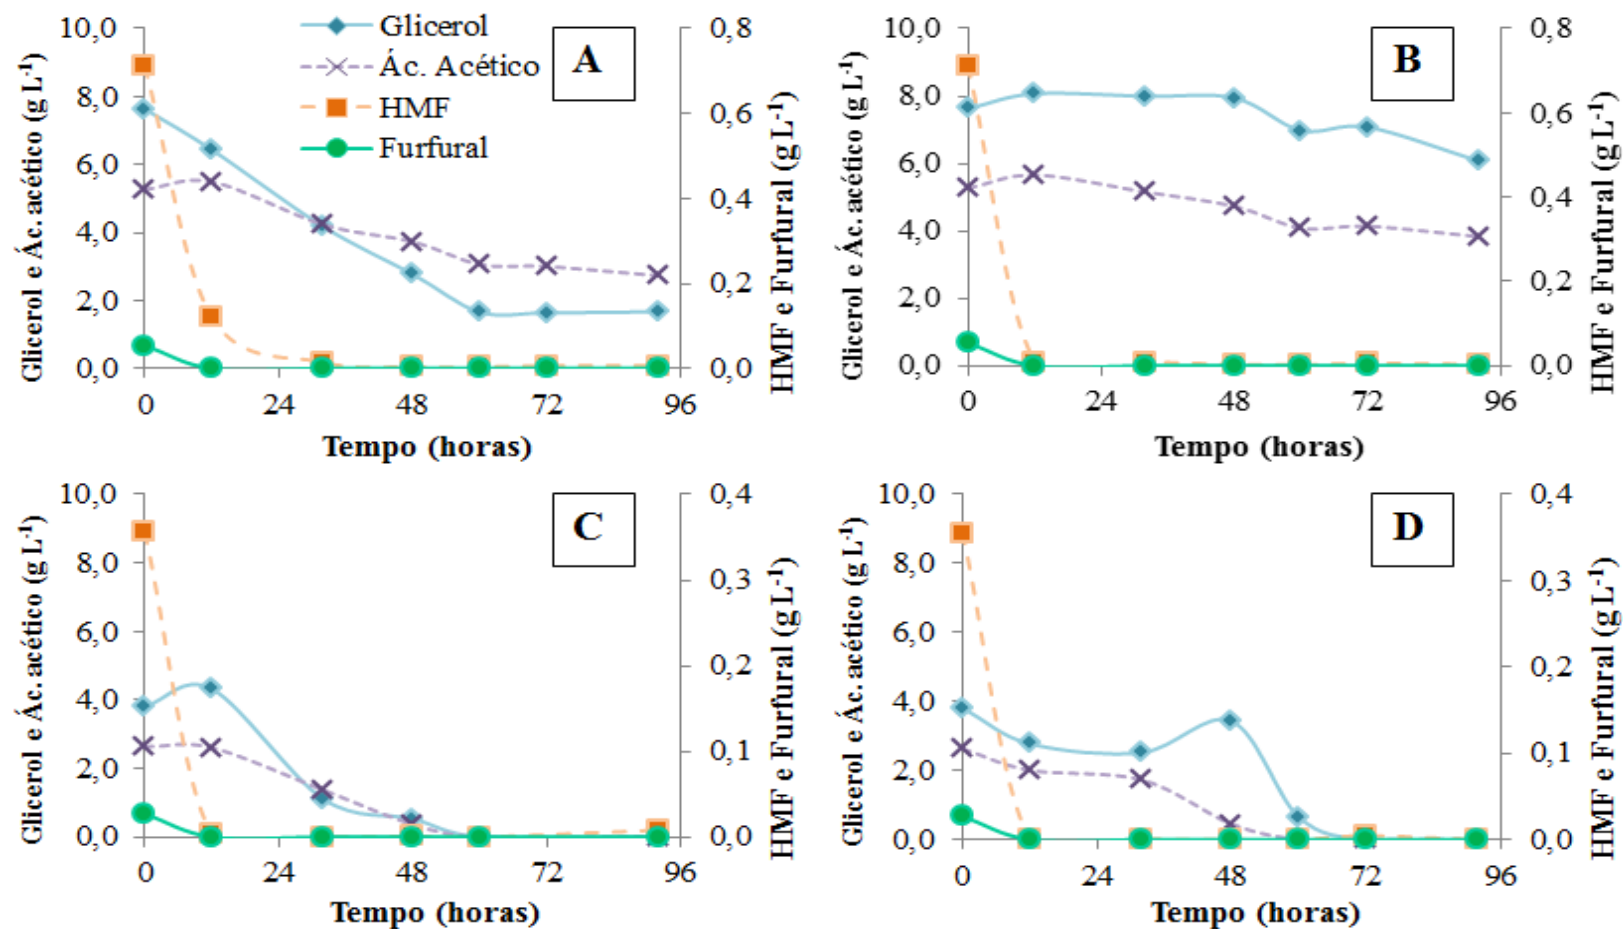 Glicerol
Ác. Acético
HMF
Furfural
A
Glicerol e Ác. acético (g L⁻¹)
10,0
8,0
6,0
4,0
2,0
0,0
HMF e Furfural (g L⁻¹)
0,8
0,6
0,4
0,2
0,0
0 24 48 72 96
Tempo (horas)
B
Glicerol e Ác. acético (g L⁻¹)
10,0
8,0
6,0
4,0
2,0
0,0
HMF e Furfural (g L⁻¹)
0,8
0,6
0,4
0,2
0,0
0 24 48 72 96
Tempo (horas)
C
Glicerol e Ác. acético (g L⁻¹)
10,0
8,0
6,0
4,0
2,0
0,0
HMF e Furfural (g L⁻¹)
0,4
0,3
0,2
0,1
0,0
0 24 48 72 96
Tempo (horas)
D
Glicerol e Ác. acético (g L⁻¹)
10,0
8,0
6,0
4,0
2,0
0,0
HMF e Furfural (g L⁻¹)
0,4
0,3
0,2
0,1
0,0
0 24 48 72 96
Tempo (horas)